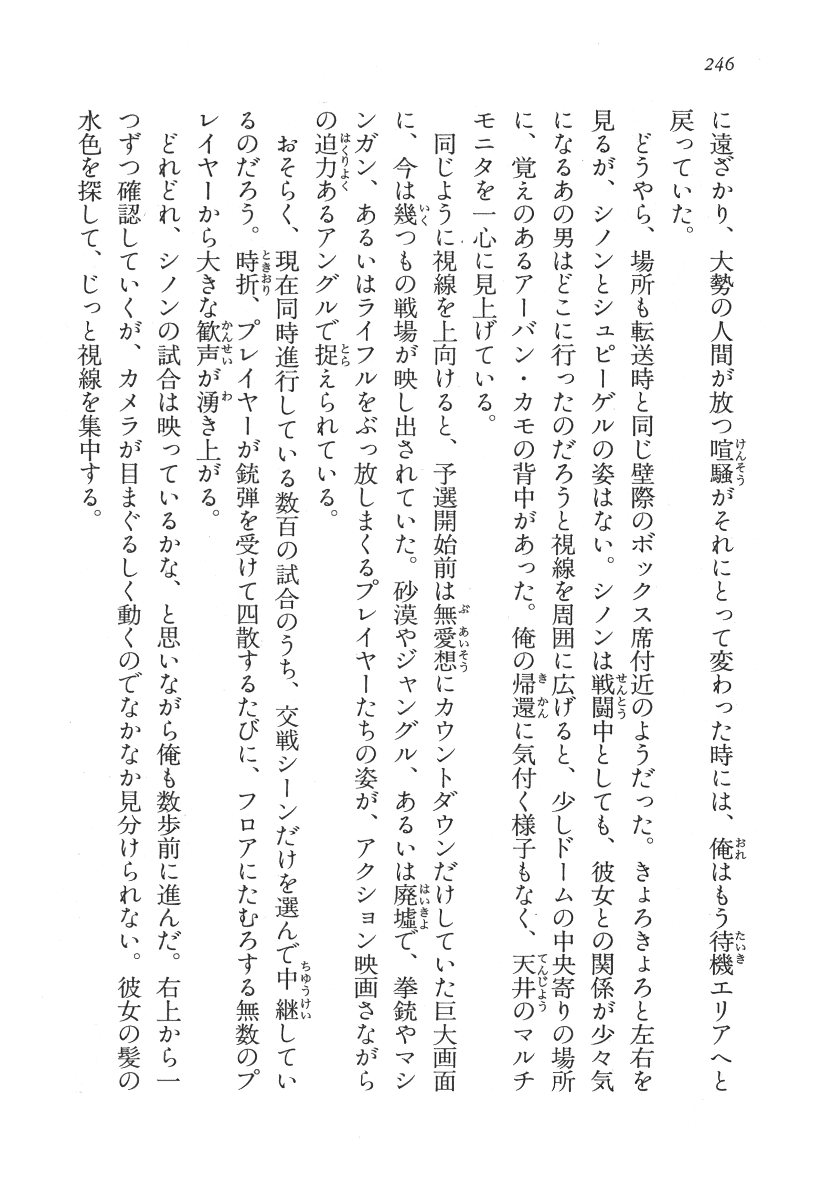 246
に遠ざかり、大勢の人間が放つ喧騒がそれにとって変わった時には、俺はもう待機エリアへと
戻っていた。
どうやら、場所も転送時と同じ壁際のボックス席付近のようだった。きょろきょろと左右を
見るが、シノンとシュピーゲルの姿はない。シノンは戦闘中としても、彼女との関係が少々気
になるあの男はどこに行ったのだろうと視線を周囲に広げると、少しドームの中央寄りの場所
に、覚えのあるアーバン・カモの背中があった。俺の帰還に気付く様子もなく、天井のマルチ
モニタを一心に見上げている。
同じように視線を上向けると、予選開始前は無愛想にカウントダウンだけしていた巨大画面
に、今は幾つもの戦場が映し出されていた。砂漠やジャングル、あるいは廃墟で、拳銃やマシ
ンガン、あるいはライフルをぶっ放しまくるプレイヤーたちの姿が、アクション映画さながら
の迫力あるアングルで捉えられている。
おそらく、現在同時進行している数百の試合のうち、交戦シーンだけを選んで中継してい
るのだろう。時折、プレイヤーが銃弾を受けて四散するたびに、フロアにたむろする無数のプ
レイヤーから大きな歓声が湧き上がる。
どれどれ、シノンの試合は映っているかな、と思いながら俺も数歩前に進んだ。右上から一
つずつ確認していくが、カメラが目まぐるしく動くのでなかなか見分けられない。彼女の髪の
水色を探して、じっと視線を集中する。